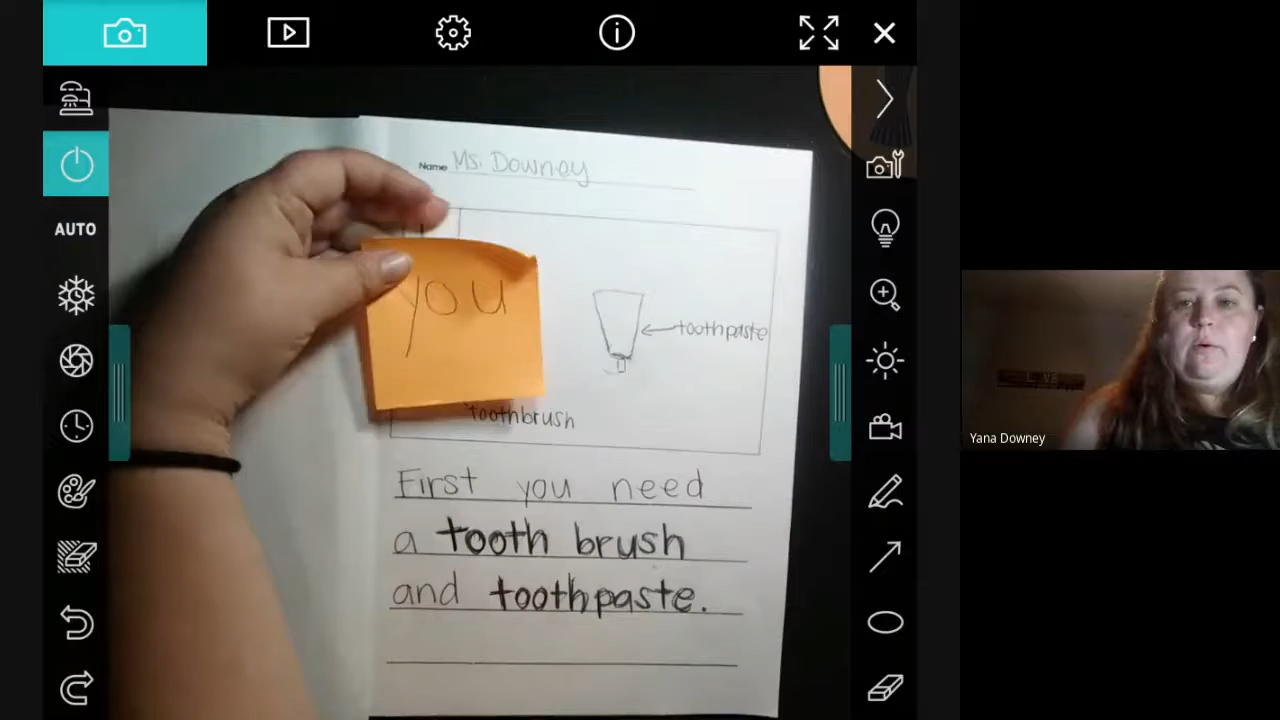 AUTO
Name Ms. Downey
you
toothpaste
toothbrush
First you need
a tooth brush
and toothpaste.
Yana Downey